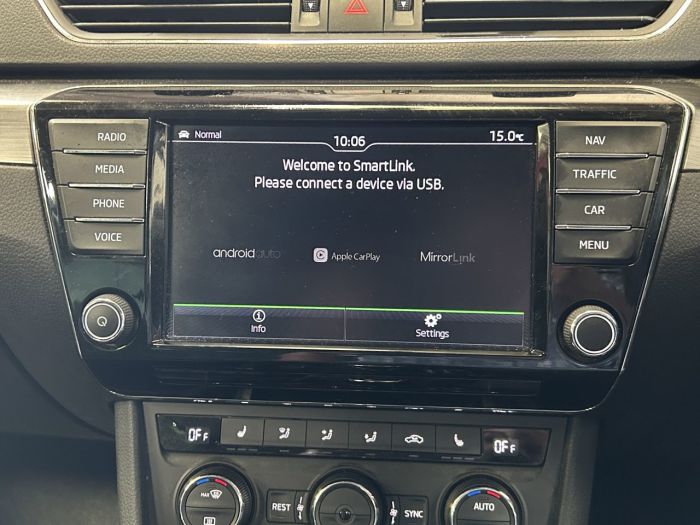 RADIO
MEDIA
PHONE
VOICE
Normal
10:06
15.0℃
Welcome to SmartLink.
Please connect a device via USB.
androidauto
Apple CarPlay
MirrorLink
Info
Settings
NAV
TRAFFIC
CAR
MENU
OFF
OFF
MAX
REST
SYNC
AUTO